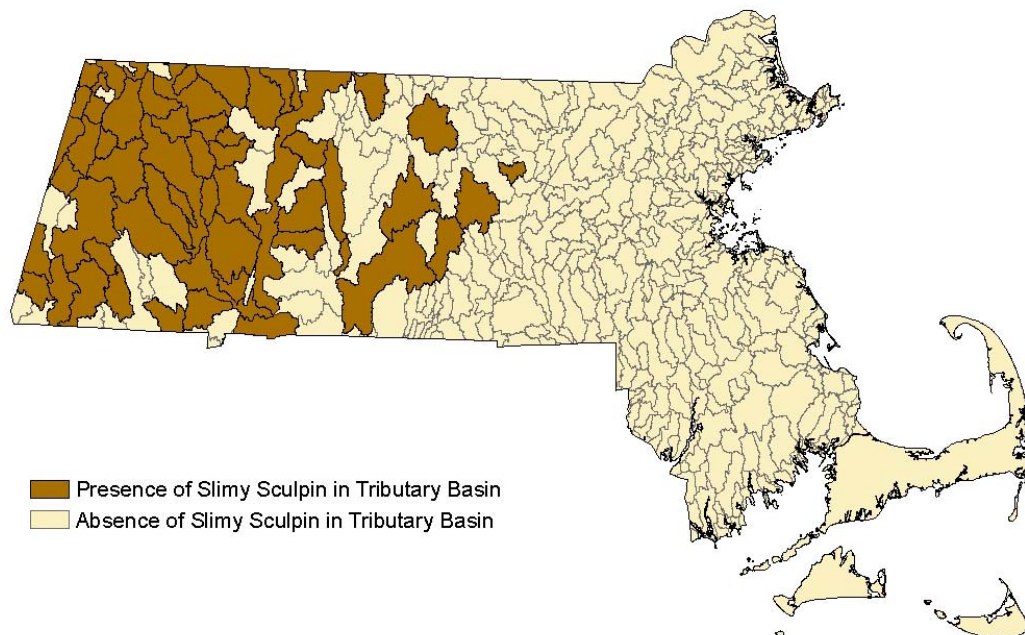 Presence of Slimy Sculpin in Tributary Basin
Absence of Slimy Sculpin in Tributary Basin